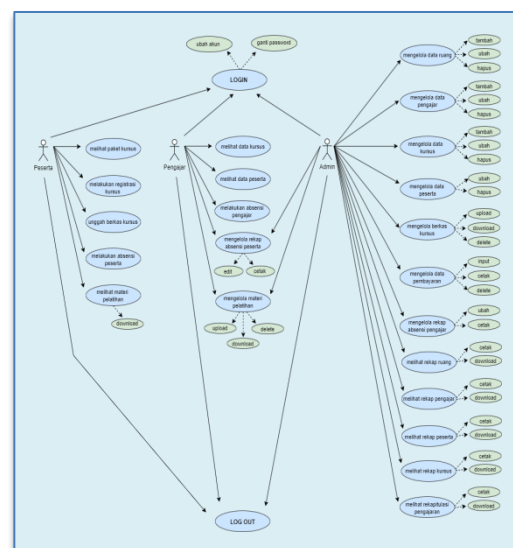 ubah akun
ganti password
LOGIN
Peserta
melihat paket kursus
melakukan registrasi
kursus
unggah berkas kursus
melakukan absensi
peserta
melihat materi
pelatihan
download
Pengajar
melihat data kursus
melihat data peserta
melakukan absensi
pengajar
mengelola rekap
absensi peserta
edit
cetak
mengelola materi
pelatihan
upload
download
delete
Admin
mengelola data ruang
tambah
ubah
hapus
mengelola data
pengajar
tambah
ubah
hapus
mengelola data
kursus
tambah
ubah
hapus
mengelola data
peserta
ubah
hapus
mengelola berkas
kursus
upload
download
delete
mengelola data
pembayaran
input
cetak
delete
mengelola rekap
absensi pengajar
ubah
cetak
melihat rekap ruang
cetak
download
melihat rekap pengajar
cetak
download
melihat rekap peserta
cetak
download
melihat rekap kursus
cetak
download
melihat rekapitulasi
pengajaran
cetak
download
LOG OUT